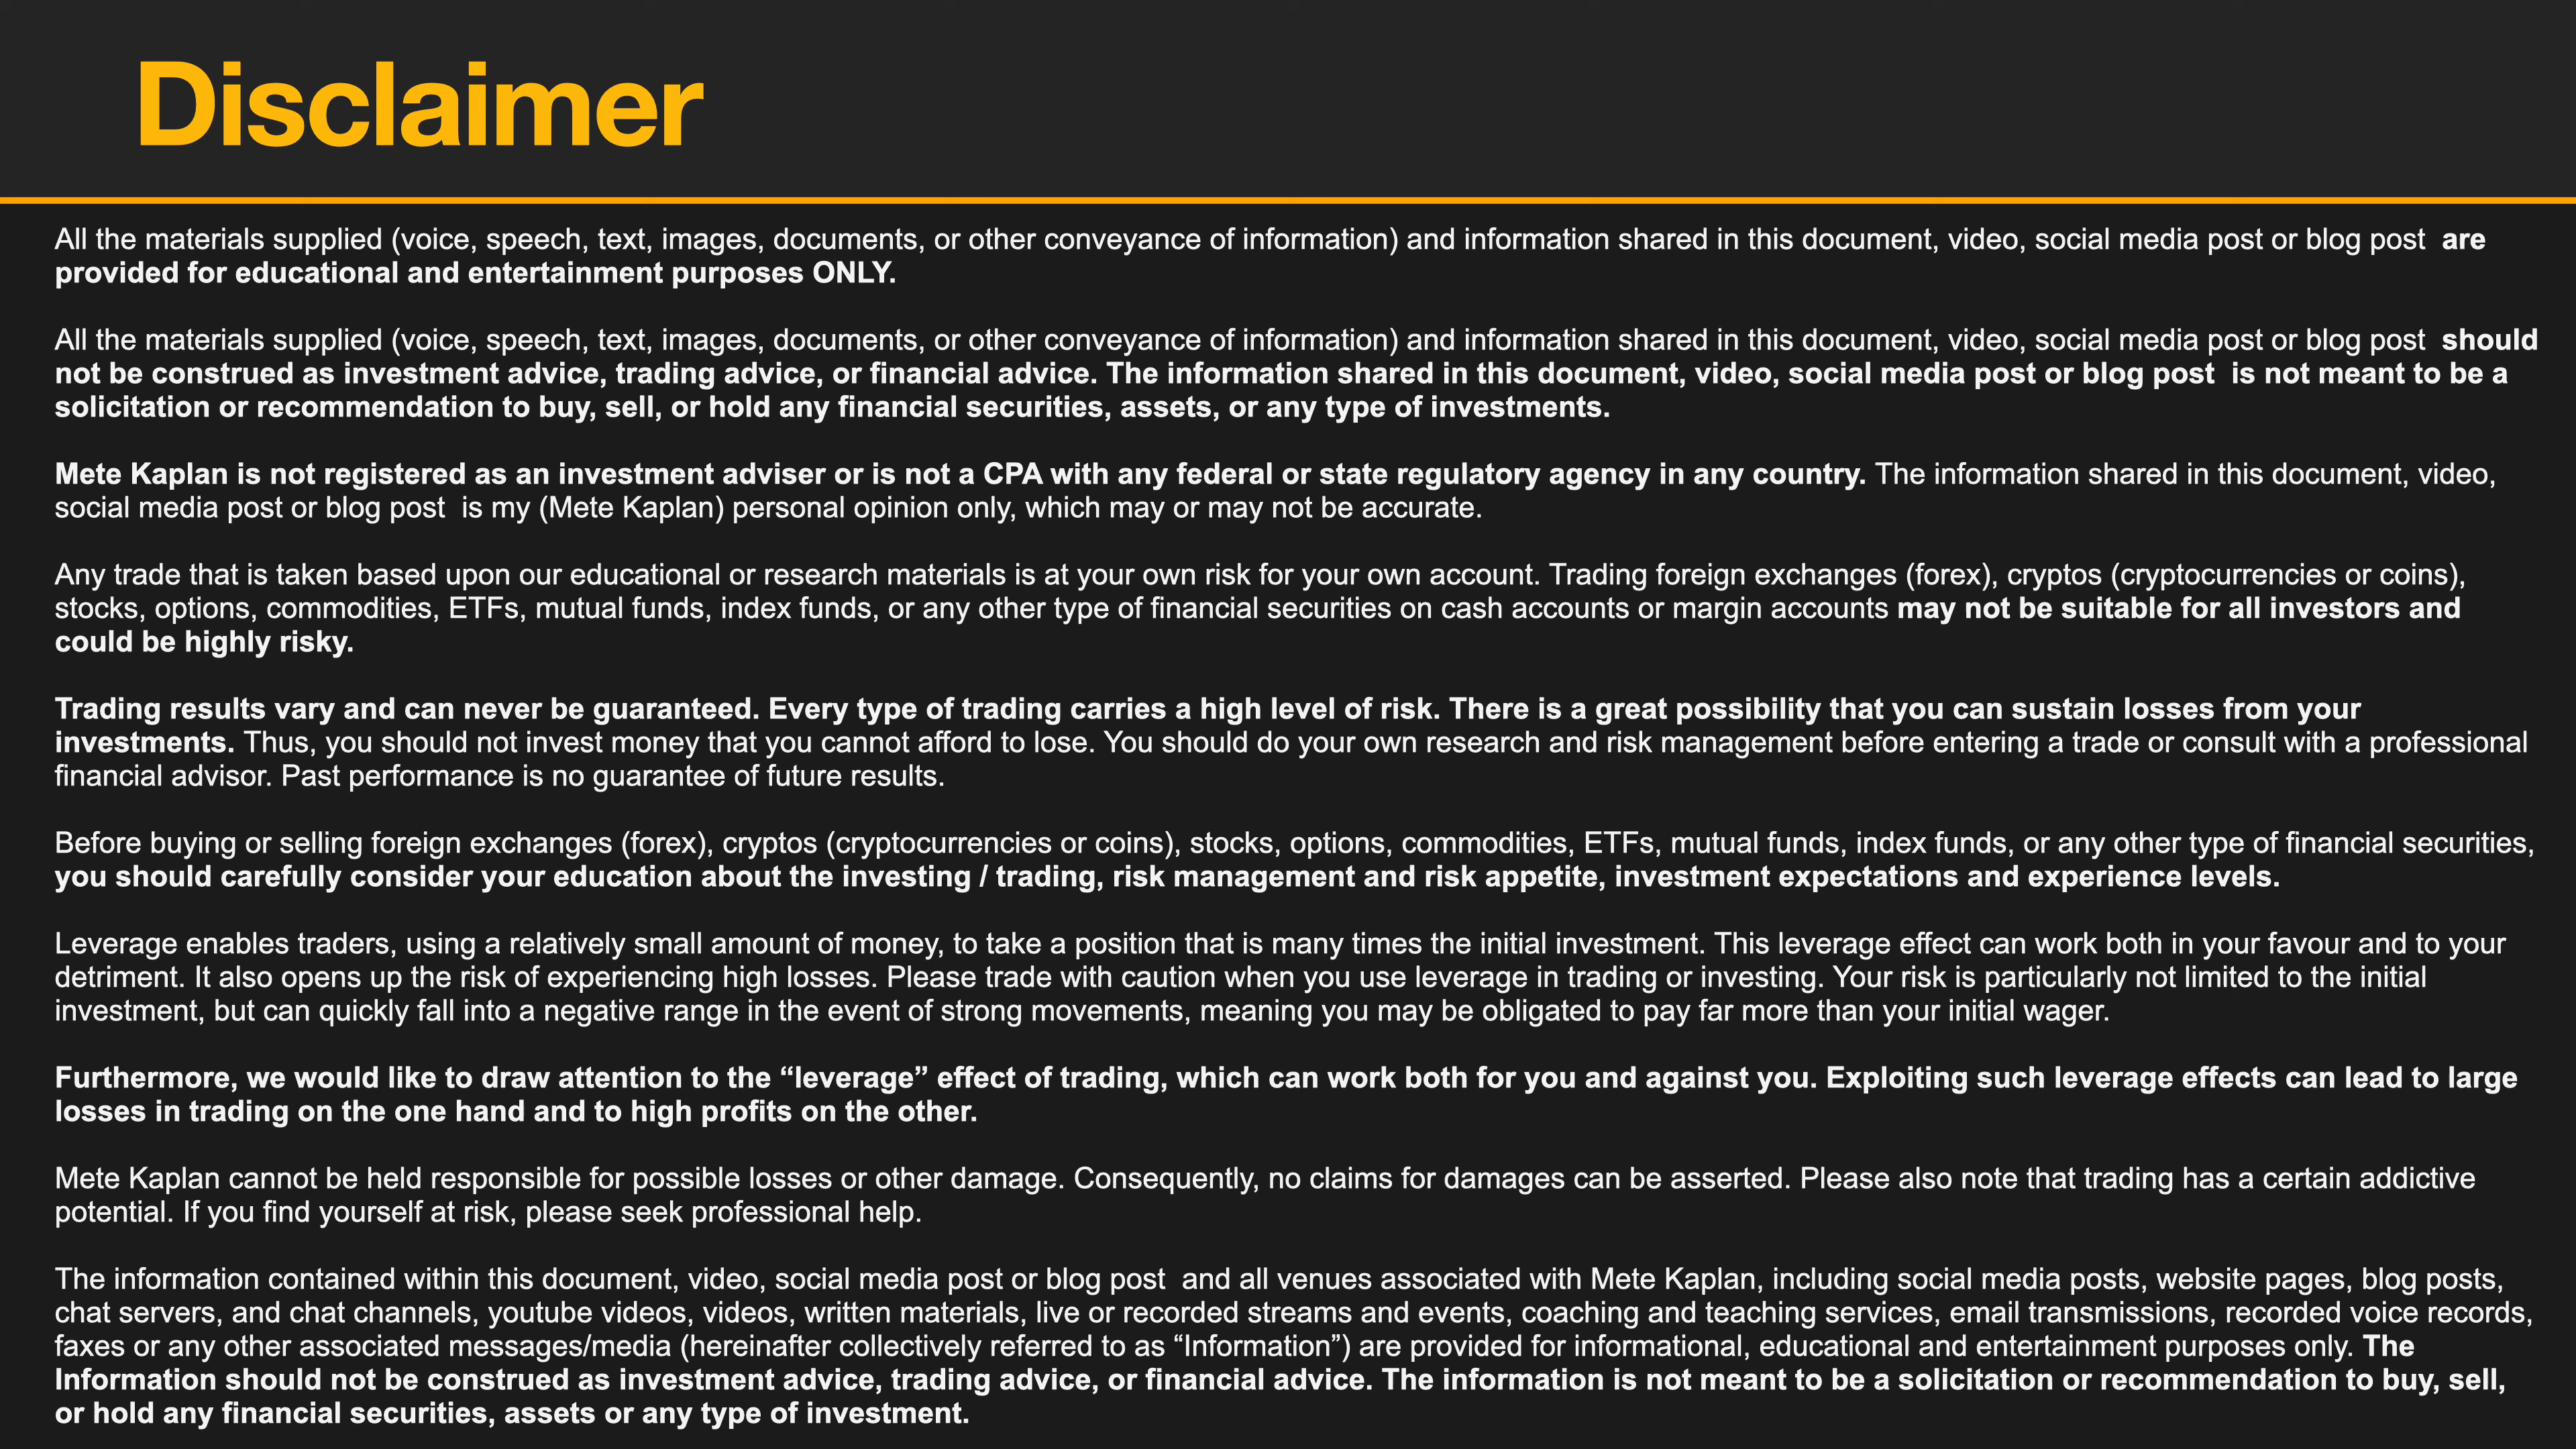 Disclaimer
All the materials supplied (voice, speech, text, images, documents, or other conveyance of information) and information shared in this document, video, social media post or blog post  are
provided for educational and entertainment purposes ONLY.
All the materials supplied (voice, speech, text, images, documents, or other conveyance of information) and information shared in this document, video, social media post or blog post  should
not be construed as investment advice, trading advice, or financial advice. The information shared in this document, video, social media post or blog post  is not meant to be a
solicitation or recommendation to buy, sell, or hold any financial securities, assets, or any type of investments.
Mete Kaplan is not registered as an investment adviser or is not a CPA with any federal or state regulatory agency in any country. The information shared in this document, video,
social media post or blog post  is my (Mete Kaplan) personal opinion only, which may or may not be accurate.
Any trade that is taken based upon our educational or research materials is at your own risk for your own account. Trading foreign exchanges (forex), cryptos (cryptocurrencies or coins),
stocks, options, commodities, ETFs, mutual funds, index funds, or any other type of financial securities on cash accounts or margin accounts may not be suitable for all investors and
could be highly risky.
Trading results vary and can never be guaranteed. Every type of trading carries a high level of risk. There is a great possibility that you can sustain losses from your
investments. Thus, you should not invest money that you cannot afford to lose. You should do your own research and risk management before entering a trade or consult with a professional
financial advisor. Past performance is no guarantee of future results.
Before buying or selling foreign exchanges (forex), cryptos (cryptocurrencies or coins), stocks, options, commodities, ETFs, mutual funds, index funds, or any other type of financial securities,
you should carefully consider your education about the investing / trading, risk management and risk appetite, investment expectations and experience levels.
Leverage enables traders, using a relatively small amount of money, to take a position that is many times the initial investment. This leverage effect can work both in your favour and to your
detriment. It also opens up the risk of experiencing high losses. Please trade with caution when you use leverage in trading or investing. Your risk is particularly not limited to the initial
investment, but can quickly fall into a negative range in the event of strong movements, meaning you may be obligated to pay far more than your initial wager.
Furthermore, we would like to draw attention to the “leverage” effect of trading, which can work both for you and against you. Exploiting such leverage effects can lead to large
losses in trading on the one hand and to high profits on the other.
Mete Kaplan cannot be held responsible for possible losses or other damage. Consequently, no claims for damages can be asserted. Please also note that trading has a certain addictive
potential. If you find yourself at risk, please seek professional help.
The information contained within this document, video, social media post or blog post  and all venues associated with Mete Kaplan, including social media posts, website pages, blog posts,
chat servers, and chat channels, youtube videos, videos, written materials, live or recorded streams and events, coaching and teaching services, email transmissions, recorded voice records,
faxes or any other associated messages/media (hereinafter collectively referred to as “Information”) are provided for informational, educational and entertainment purposes only. The
Information should not be construed as investment advice, trading advice, or financial advice. The information is not meant to be a solicitation or recommendation to buy, sell,
or hold any financial securities, assets or any type of investment.